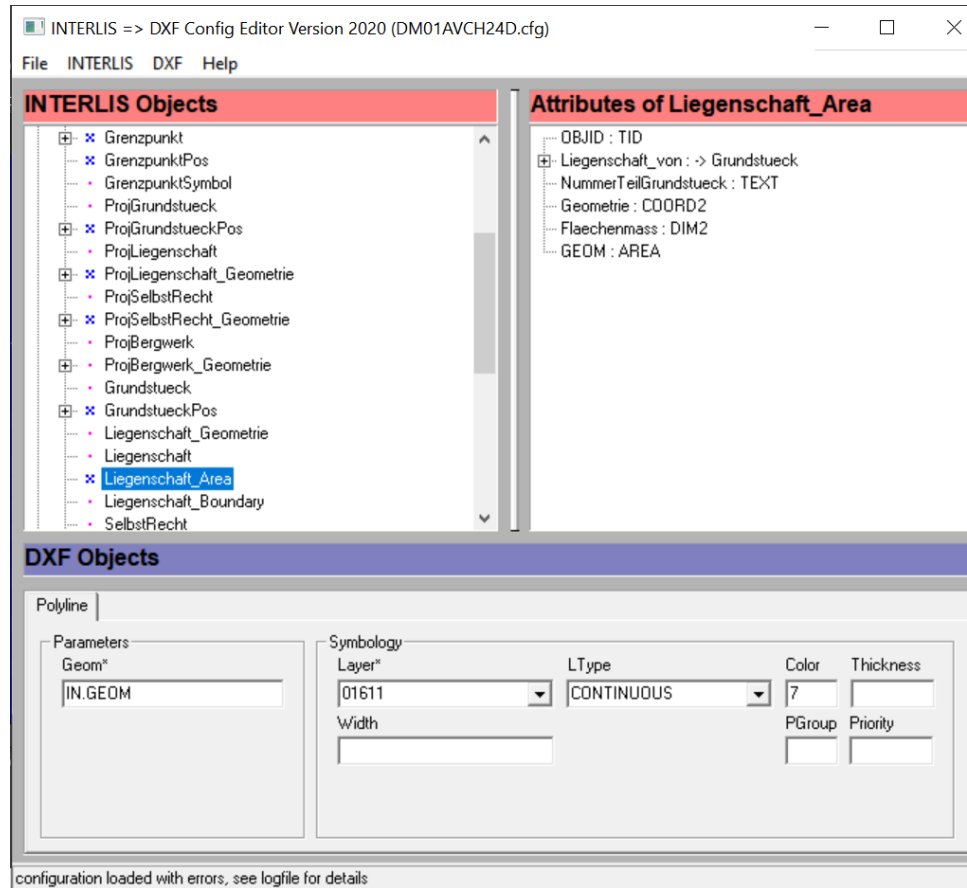 INTERLIS => DXF Config Editor Version 2020 (DM01AVCH24D.cfg)
File INTERLIS DXF Help
INTERLIS Objects
Grenzpunkt
GrenzpunktPos
GrenzpunktSymbol
ProjGrundstueck
ProjGrundstueckPos
ProjLiegenschaft
ProjLiegenschaft_Geometrie
ProjSelbstRecht
ProjSelbstRecht_Geometrie
ProjBergwerk
ProjBergwerk_Geometrie
Grundstueck
GrundstueckPos
Liegenschaft_Geometrie
Liegenschaft
Liegenschaft_Area
Liegenschaft_Boundary
SelbstRecht
Attributes of Liegenschaft_Area
OBJID : TID
Liegenschaft_von : -> Grundstueck
NummerTeilGrundstueck : TEXT
Geometrie : COORD2
Flaechenmass : DIM2
GEOM : AREA
DXF Objects
Polyline
Parameters
Geom*
IN.GEOM
Symbology
Layer* LType Color Thickness
01611 CONTINUOUS 7
Width PGroup Priority
configuration loaded with errors, see logfile for details